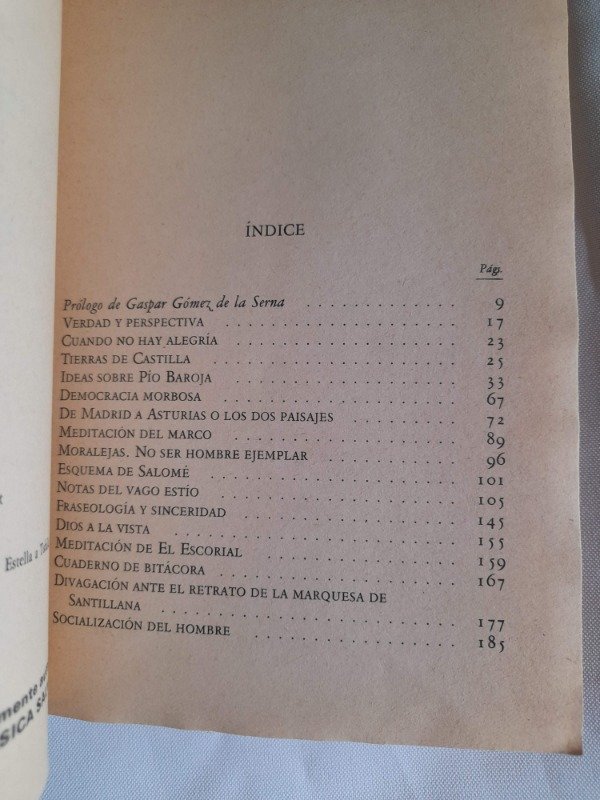 ÍNDICE
Págs.
Prólogo de Gaspar Gómez de la Serna . . . . . . . . . . . . 9
Verdad y perspectiva . . . . . . . . . . . . . . . . . 17
Cuando no hay alegría . . . . . . . . . . . . . . . . 23
Tierras de Castilla . . . . . . . . . . . . . . . . . 25
Ideas sobre Pío Baroja . . . . . . . . . . . . . . . . 33
Democracia morbosa . . . . . . . . . . . . . . . . . 67
De Madrid a Asturias o los dos paisajes . . . . . . . . . 72
Meditación del marco . . . . . . . . . . . . . . . . . 89
Moralejas. No ser hombre ejemplar . . . . . . . . . . . 96
Esquema de Salomé . . . . . . . . . . . . . . . . . 101
Notas del vago estío . . . . . . . . . . . . . . . . . 105
Fraseología y sinceridad . . . . . . . . . . . . . . . 145
Dios a la vista . . . . . . . . . . . . . . . . . . . 155
Meditación de El Escorial . . . . . . . . . . . . . . . 159
Cuaderno de bitácora . . . . . . . . . . . . . . . . . 167
Divagación ante el retrato de la marquesa de
Santillana . . . . . . . . . . . . . . . . . . . . 177
Socialización del hombre . . . . . . . . . . . . . . . 185
Estella a
mente
SICA